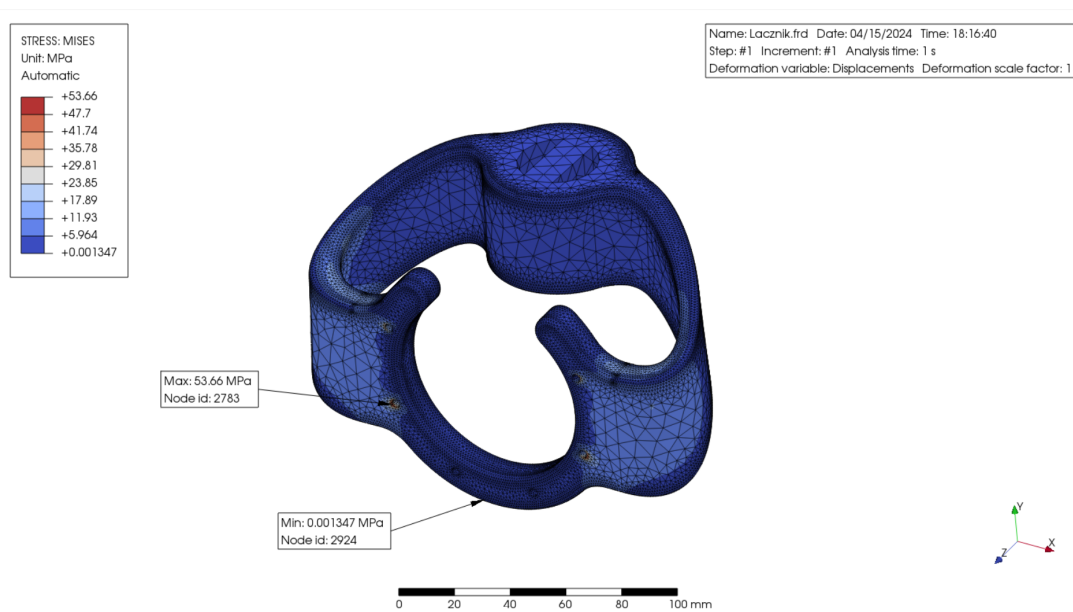 STRESS: MISES
Unit: MPa
Automatic
+53.66
+47.7
+41.74
+35.78
+29.81
+23.85
+17.89
+11.93
+5.964
+0.001347
Name: Lacznik.frd Date: 04/15/2024 Time: 18:16:40
Step: #1 Increment: #1 Analysis time: 1 s
Deformation variable: Displacements Deformation scale factor: 1
Max: 53.66 MPa
Node id: 2783
Min: 0.001347 MPa
Node id: 2924
Y
X
Z
0 20 40 60 80 100 mm